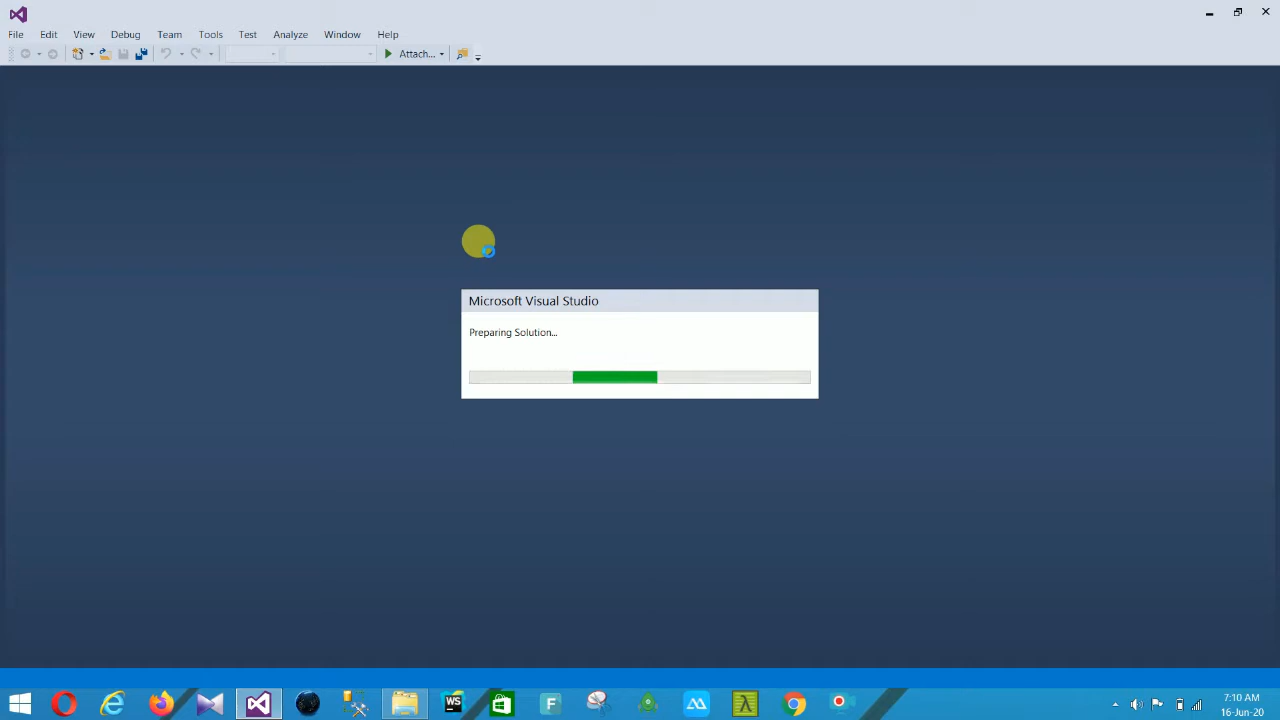 File Edit View Debug Team Tools Test Analyze Window Help
Attach...
Microsoft Visual Studio
Preparing Solution...
WS
F
λ
7:10 AM
16-Jun-20